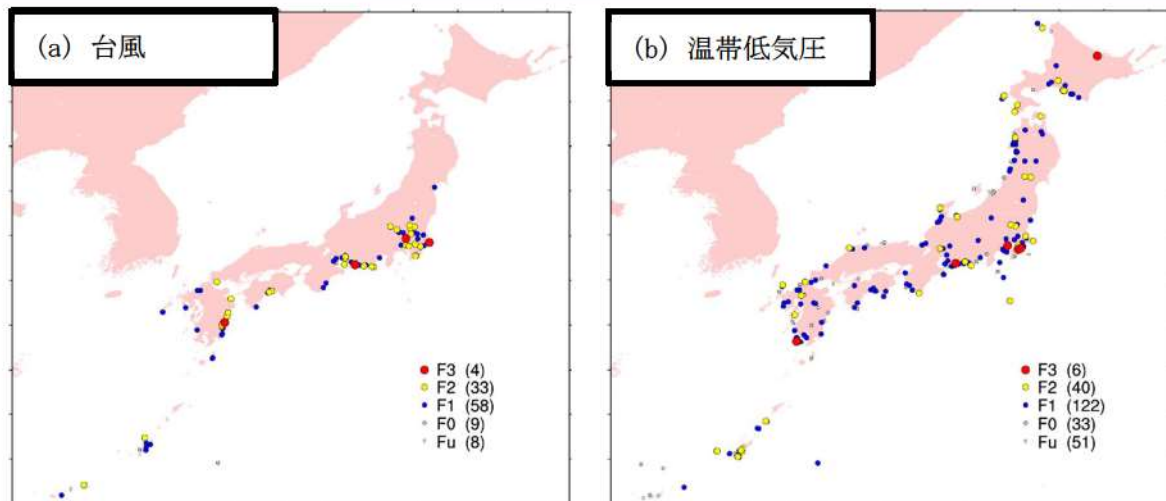 (a) 台風
F3 (4)
F2 (33)
F1 (58)
F0 (9)
Fu (8)
(b) 温帯低気圧
F3 (6)
F2 (40)
F1 (122)
F0 (33)
Fu (51)